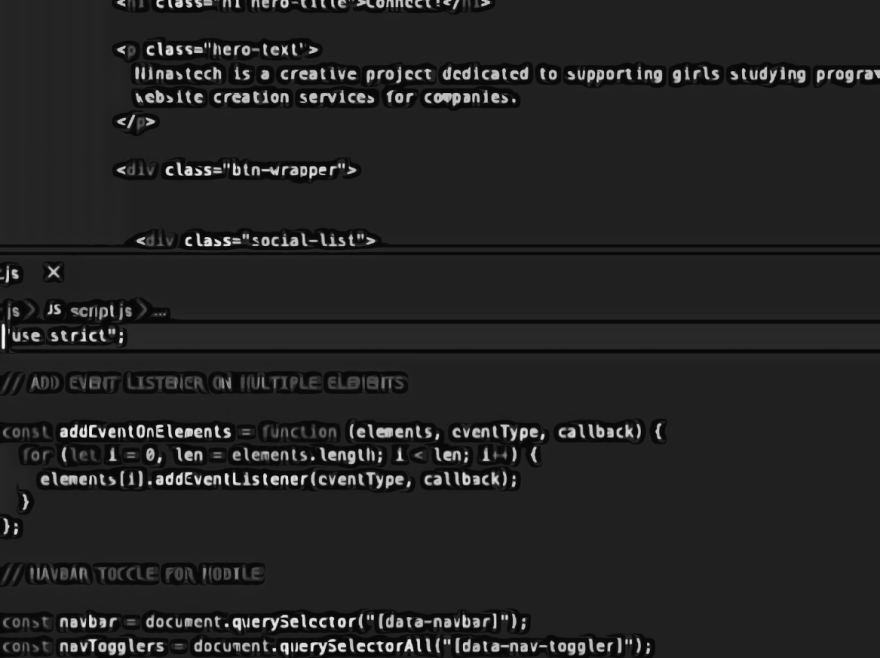 class="h1 hero-title">Connect!</h1>
<p class="hero-text">
Ninastech is a creative project dedicated to supporting girls studying
website creation services for companies.
</p>
<div class="btn-wrapper">
<div class="social-list">
.js ×
js > JS script.js > ...
"use strict";
// ADD EVENT LISTENER ON MULTIPLE ELEMENTS
const addEventOnElements = function (elements, eventType, callback) {
for (let i = 0, len = elements.length; i < len; i++) {
elements[i].addEventListener(eventType, callback);
}
};
// NAVBAR TOGGLE FOR MOBILE
const navbar = document.querySelector("[data-navbar]");
const navTogglers = document.querySelectorAll("[data-nav-toggler]");